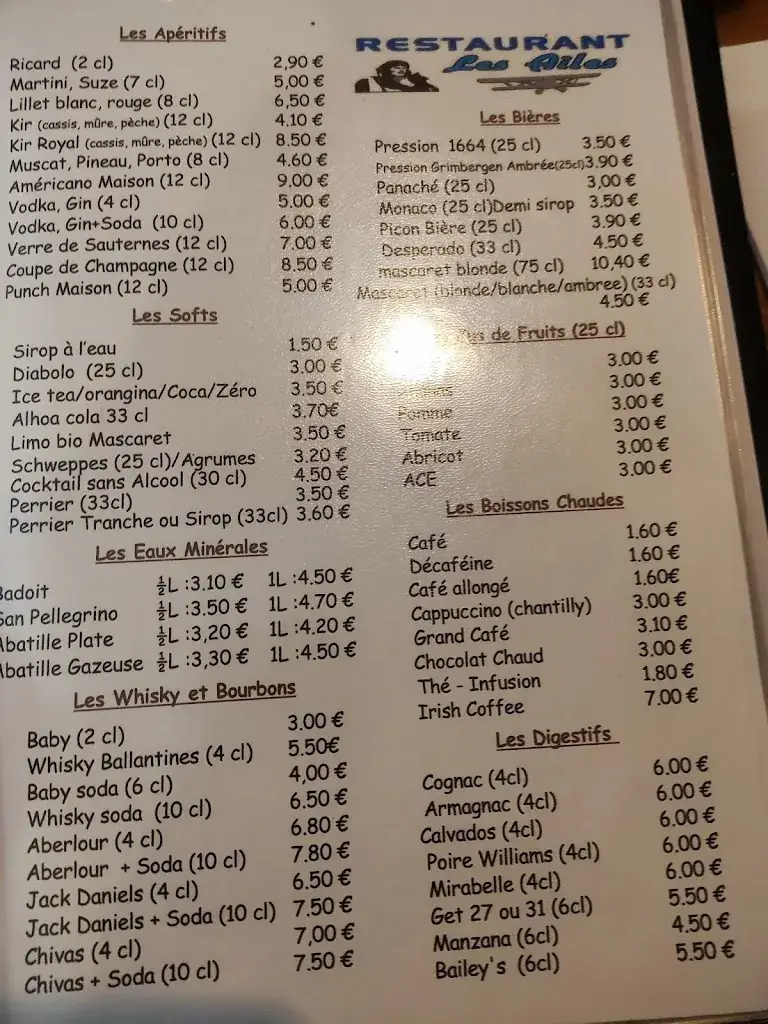 Les Apéritifs
Ricard (2 cl) 2,90 €
Martini, Suze (7 cl) 5,00 €
Lillet blanc, rouge (8 cl) 6,50 €
Kir (cassis, mûre, pèche) (12 cl) 4.10 €
Kir Royal (cassis, mûre, pèche) (12 cl) 8.50 €
Muscat, Pineau, Porto (8 cl) 4.60 €
Américano Maison (12 cl) 9.00 €
Vodka, Gin (4 cl) 5.00 €
Vodka, Gin+Soda (10 cl) 6.00 €
Verre de Sauternes (12 cl) 7.00 €
Coupe de Champagne (12 cl) 8.50 €
Punch Maison (12 cl) 5.00 €
Les Softs
Sirop à l'eau 1.50 €
Diabolo (25 cl) 3.00 €
Ice tea/orangina/Coca/Zéro 3.50 €
Alhoa cola 33 cl 3.70€
Limo bio Mascaret 3.50 €
Schweppes (25 cl)/Agrumes 3.20 €
Cocktail sans Alcool (30 cl) 4.50 €
Perrier (33cl) 3.50 €
Perrier Tranche ou Sirop (33cl) 3.60 €
Les Eaux Minérales
Badoit ½L :3.10 € 1L :4.50 €
San Pellegrino ½L :3.50 € 1L :4.70 €
Abatille Plate ½L :3,20 € 1L :4.20 €
Abatille Gazeuse ½L :3,30 € 1L :4.50 €
Les Whisky et Bourbons
Baby (2 cl) 3.00 €
Whisky Ballantines (4 cl) 5.50€
Baby soda (6 cl) 4,00 €
Whisky soda (10 cl) 6.50 €
Aberlour (4 cl) 6.80 €
Aberlour + Soda (10 cl) 7.80 €
Jack Daniels (4 cl) 6.50 €
Jack Daniels + Soda (10 cl) 7.50 €
Chivas (4 cl) 7,00 €
Chivas + Soda (10 cl) 7.50 €
RESTAURANT
Les Ailes
Les Bières
Pression 1664 (25 cl) 3.50 €
Pression Grimbergen Ambrée(25cl)3.90 €
Panaché (25 cl) 3,00 €
Monaco (25 cl)Demi sirop 3.50 €
Picon Bière (25 cl) 3.90 €
Desperado (33 cl) 4.50 €
mascaret blonde (75 cl) 10,40 €
Mascaret (blonde/blanche/ambree) (33 cl)
4.50 €
de Fruits (25 cl)
3.00 €
3.00 €
Pomme 3.00 €
Tomate 3.00 €
Abricot 3.00 €
ACE 3.00 €
Les Boissons Chaudes
Café 1.60 €
Décaféine 1.60 €
Café allongé 1.60€
Cappuccino (chantilly) 3.00 €
Grand Café 3.10 €
Chocolat Chaud 3.00 €
Thé - Infusion 1.80 €
Irish Coffee 7.00 €
Les Digestifs
Cognac (4cl) 6.00 €
Armagnac (4cl) 6.00 €
Calvados (4cl) 6.00 €
Poire Williams (4cl) 6.00 €
Mirabelle (4cl) 6.00 €
Get 27 ou 31 (6cl) 5.50 €
Manzana (6cl) 4.50 €
Bailey's (6cl) 5.50 €